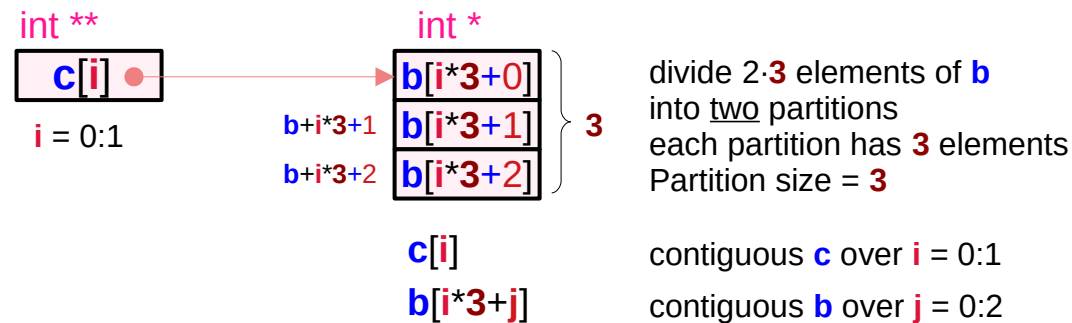 int **
int *
c[i]
b[i*3+0]
b+i*3+1
b[i*3+1]
b+i*3+2
b[i*3+2]
3
i = 0:1
divide 2·3 elements of b
into two partitions
each partition has 3 elements
Partition size = 3
c[i]
contiguous c over i = 0:1
b[i*3+j]
contiguous b over j = 0:2